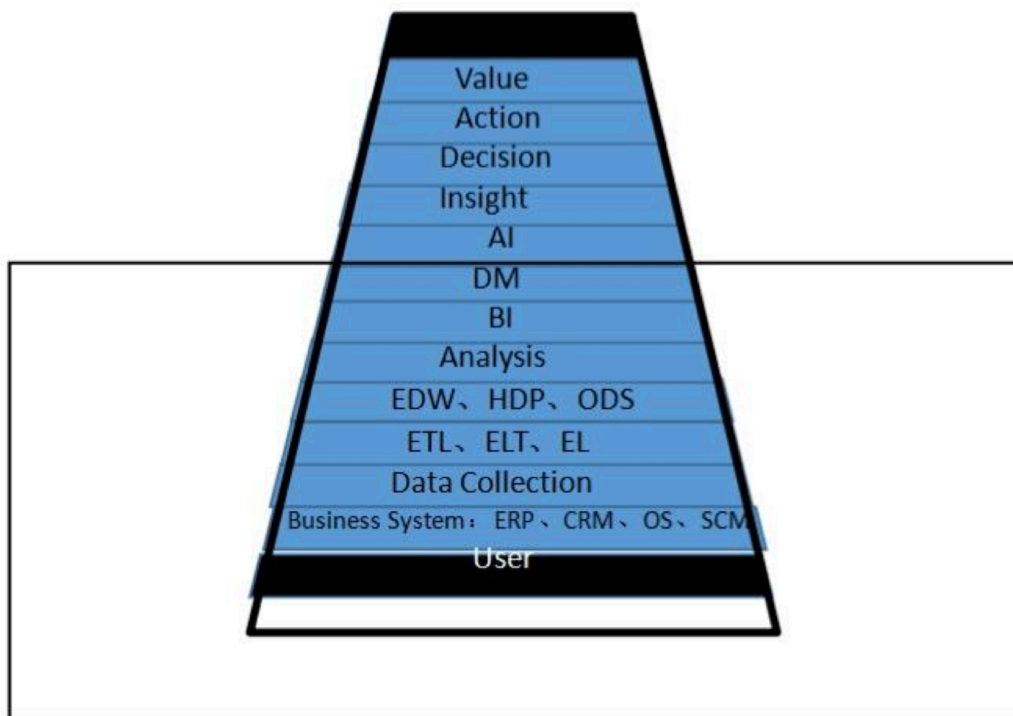 Value
Action
Decision
Insight
AI
DM
BI
Analysis
EDW、HDP、ODS
ETL、ELT、EL
Data Collection
Business System：ERP、CRM、OS、SCM
User